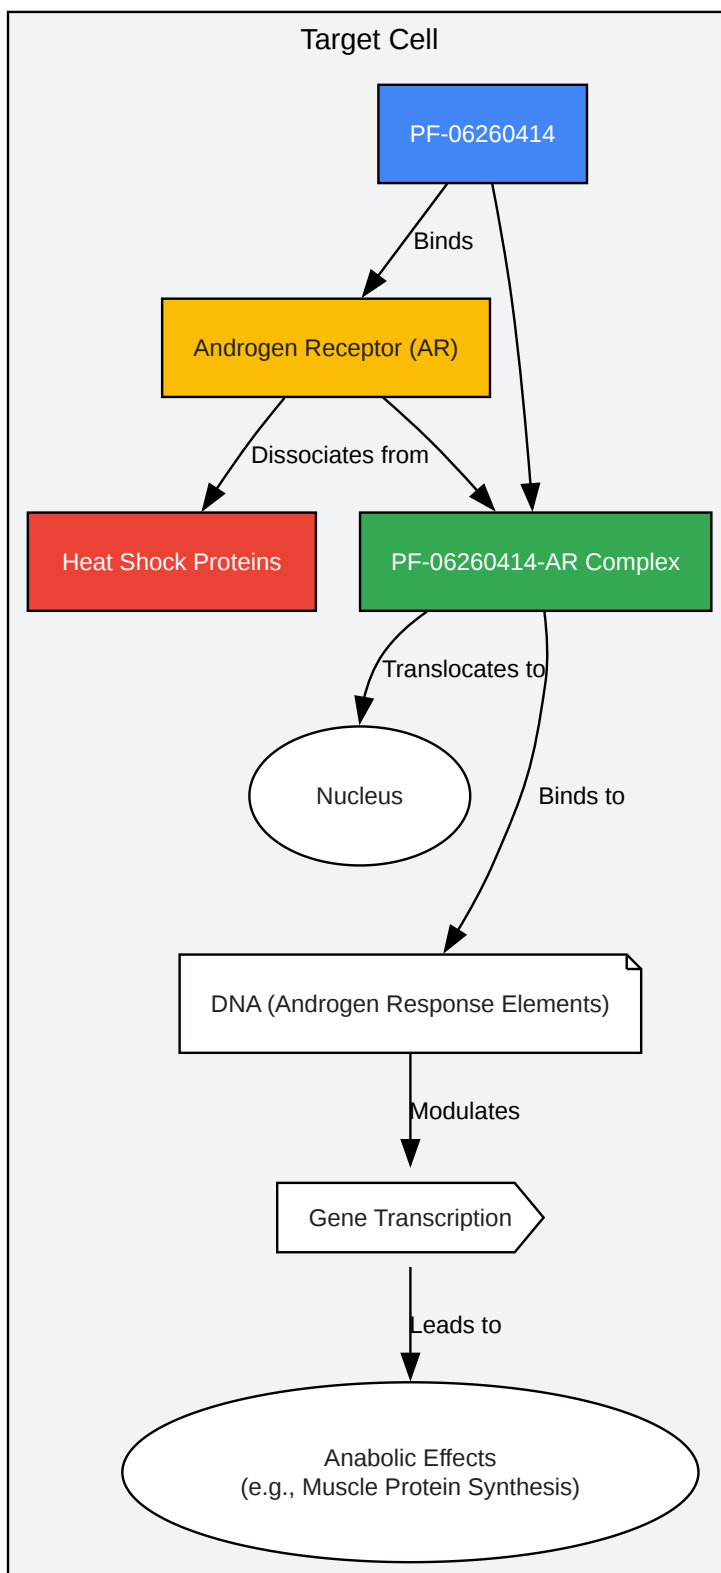 Target Cell
PF-06260414
Binds
Androgen Receptor (AR)
Dissociates from
Heat Shock Proteins
PF-06260414-AR Complex
Translocates to
Nucleus
Binds to
DNA (Androgen Response Elements)
Modulates
Gene Transcription
Leads to
Anabolic Effects
(e.g., Muscle Protein Synthesis)